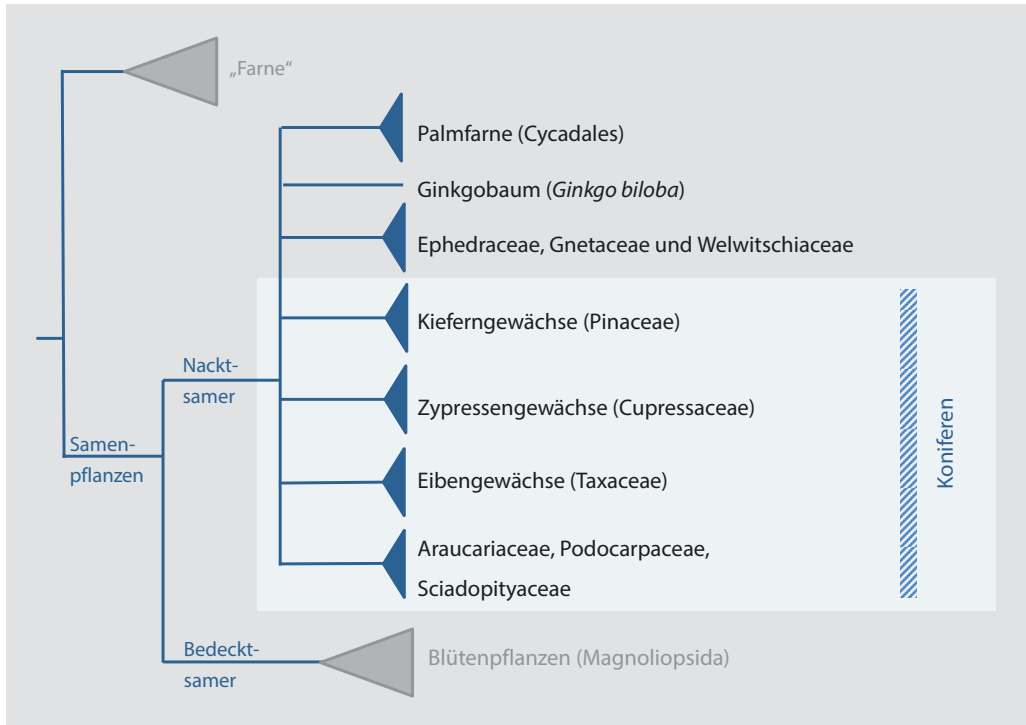 „Farne“
Palmfarne (Cycadales)
Ginkgobaum (Ginkgo biloba)
Ephedraceae, Gnetaceae und Welwitschiaceae
Kieferngewächse (Pinaceae)
Nackt-
samer
Zypressengewächse (Cupressaceae)
Koniferen
Samen-
pflanzen
Eibengewächse (Taxaceae)
Araucariaceae, Podocarpaceae,
Sciadopityaceae
Bedeckt-
samer
Blütenpflanzen (Magnoliopsida)